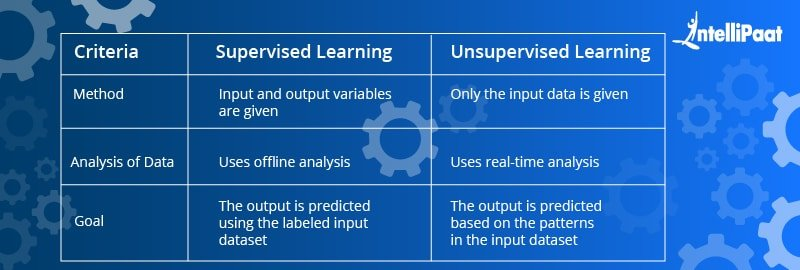 IntelliPaat
Criteria
Supervised Learning
Unsupervised Learning
Method
Input and output variables
are given
Only the input data is given
Analysis of Data
Uses offline analysis
Uses real-time analysis
Goal
The output is predicted
using the labeled input
dataset
The output is predicted
based on the patterns
in the input dataset